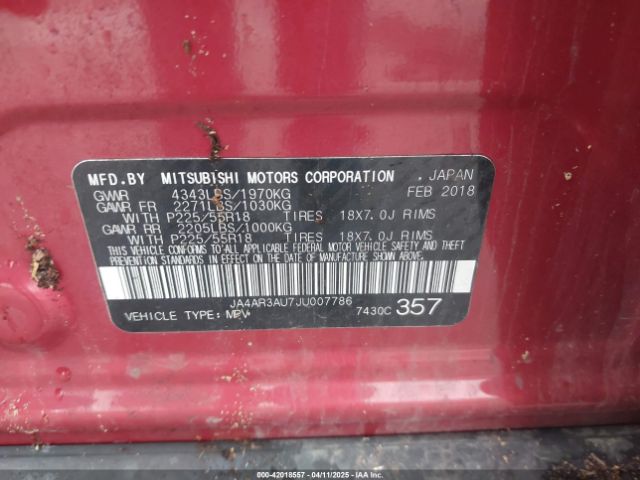 MFD.BY MITSUBISHI MOTORS CORPORATION . JAPAN
GVWR 4343LBS/1970KG FEB 2018
GAWR FR 2271LBS/1030KG
WITH P225/55R18 TIRES 18X7.0J RIMS
GAWR RR 2205LBS/1000KG
WITH P225/55R18 TIRES 18X7.0J RIMS
THIS VEHICLE CONFORMS TO ALL APPLICABLE FEDERAL MOTOR VEHICLE SAFETY AND THEFT
PREVENTION STANDARDS IN EFFECT ON THE DATE OF MANUFACTURE SHOWN ABOVE.
JA4AR3AU7JU007786
VEHICLE TYPE: MPV 7430C 357
000-42018557 - 04/11/2025 - IAAI.com